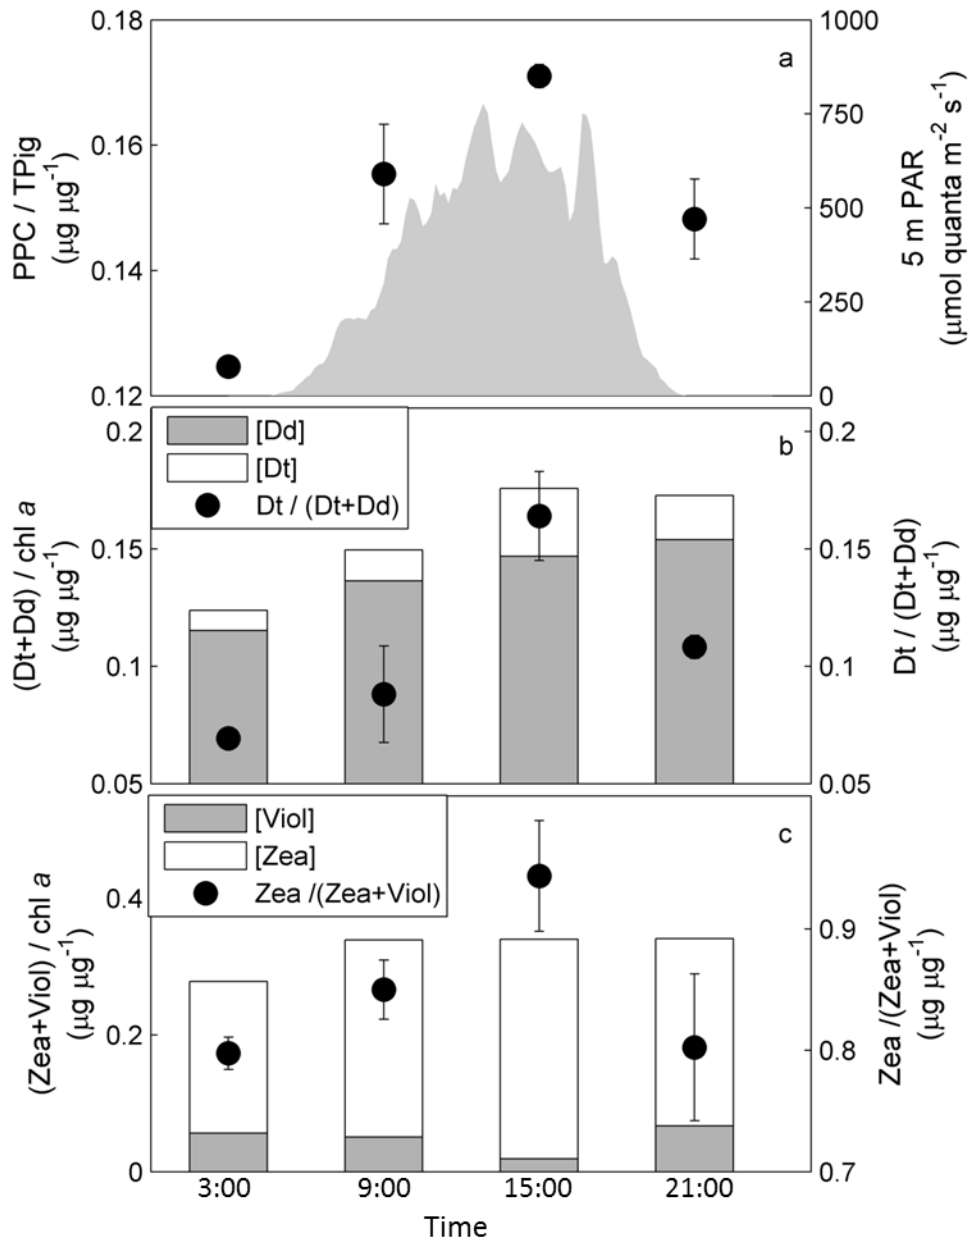 0.18
0.16
0.14
0.12
PPC / TPig
(μg μg⁻¹)
a
1000
750
500
250
0
5 m PAR
(μmol quanta m⁻² s⁻¹)
[Dd]
[Dt]
Dt / (Dt+Dd)
b
0.2
0.15
0.1
0.05
(Dt+Dd) / chl a
(μg μg⁻¹)
0.2
0.15
0.1
0.05
Dt / (Dt+Dd)
(μg μg⁻¹)
[Viol]
[Zea]
Zea /(Zea+Viol)
c
0.4
0.2
0
(Zea+Viol) / chl a
(μg μg⁻¹)
0.9
0.8
0.7
Zea /(Zea+Viol)
(μg μg⁻¹)
3:00 9:00 15:00 21:00
Time